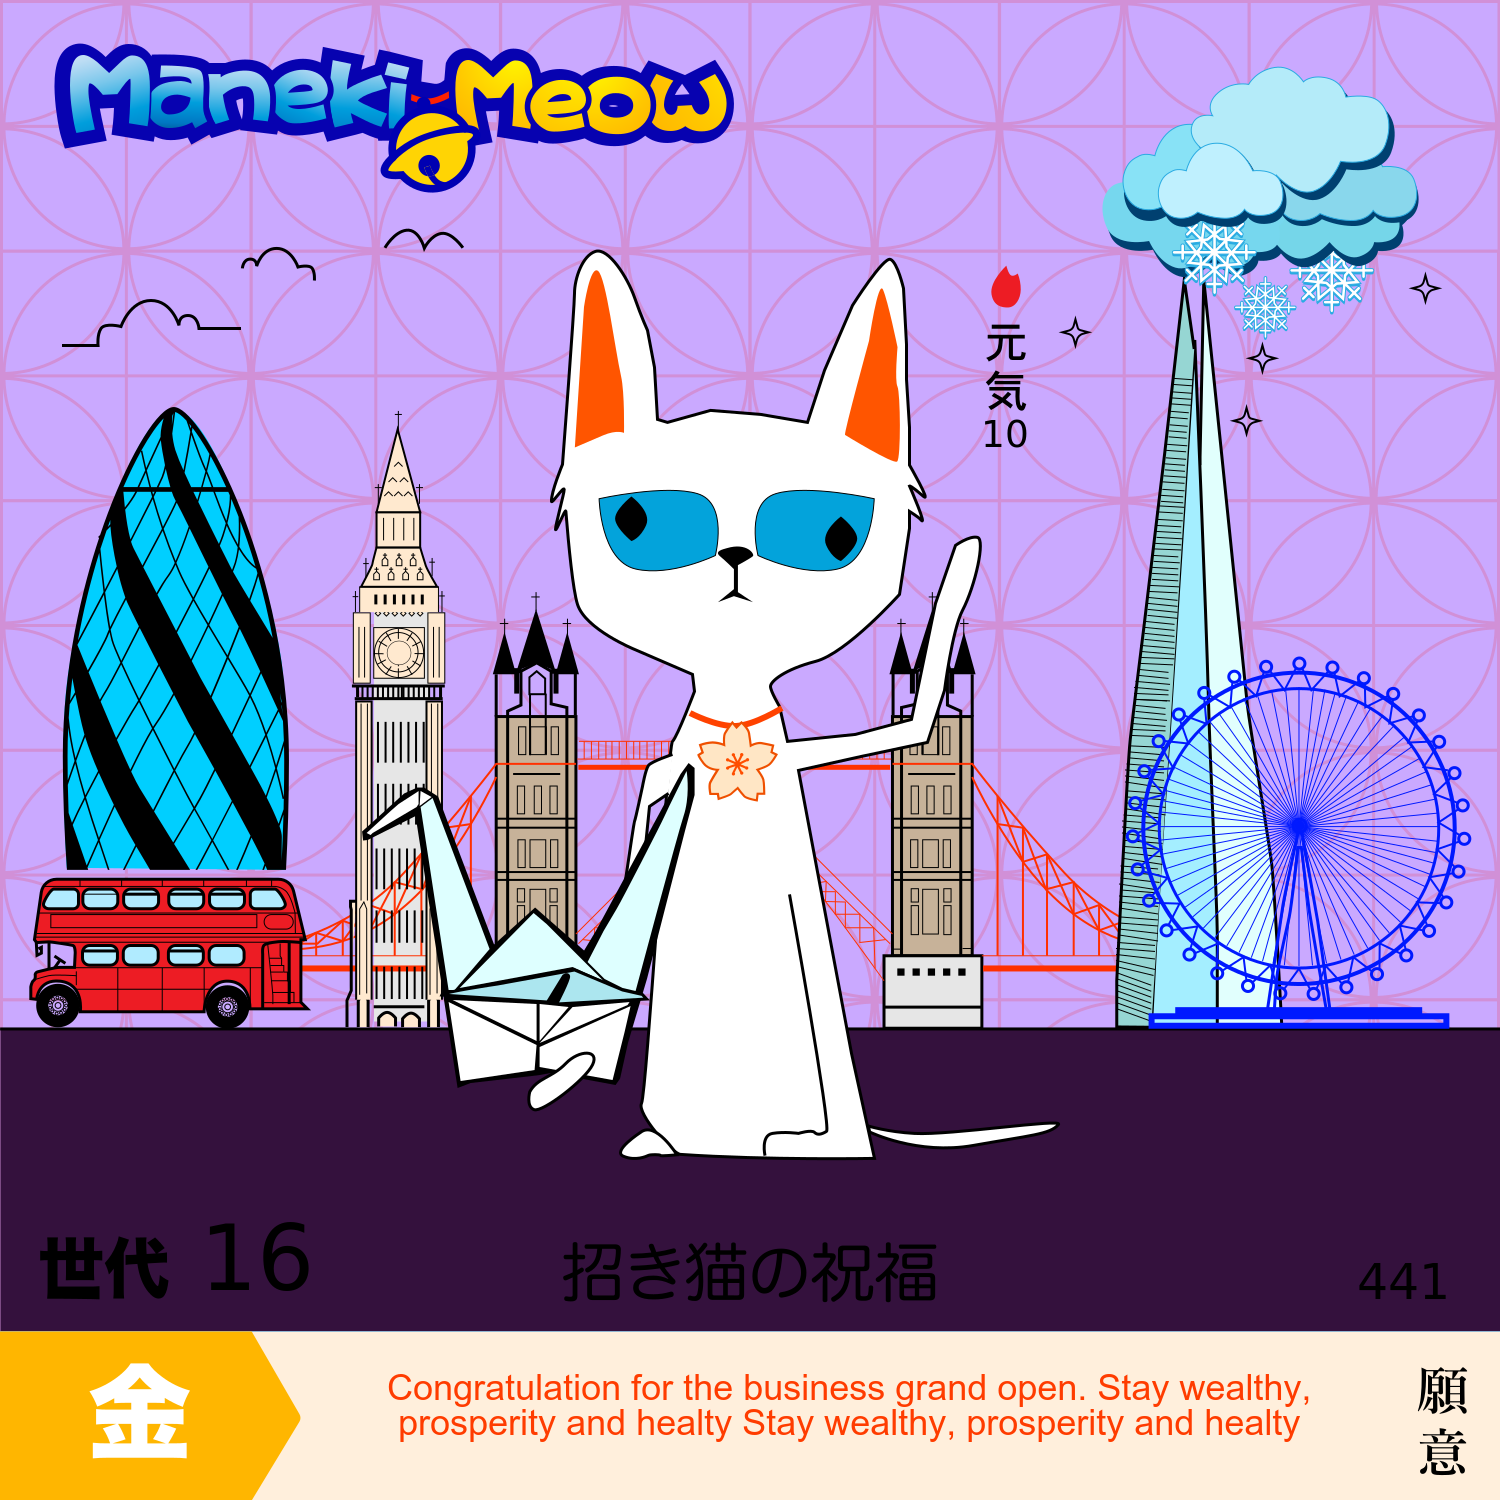 Maneki-Meow
元
気
10
世代 16
招き猫の祝福
441
金
Congratulation for the business grand open. Stay wealthy,
prosperity and healty Stay wealthy, prosperity and healty
願
意